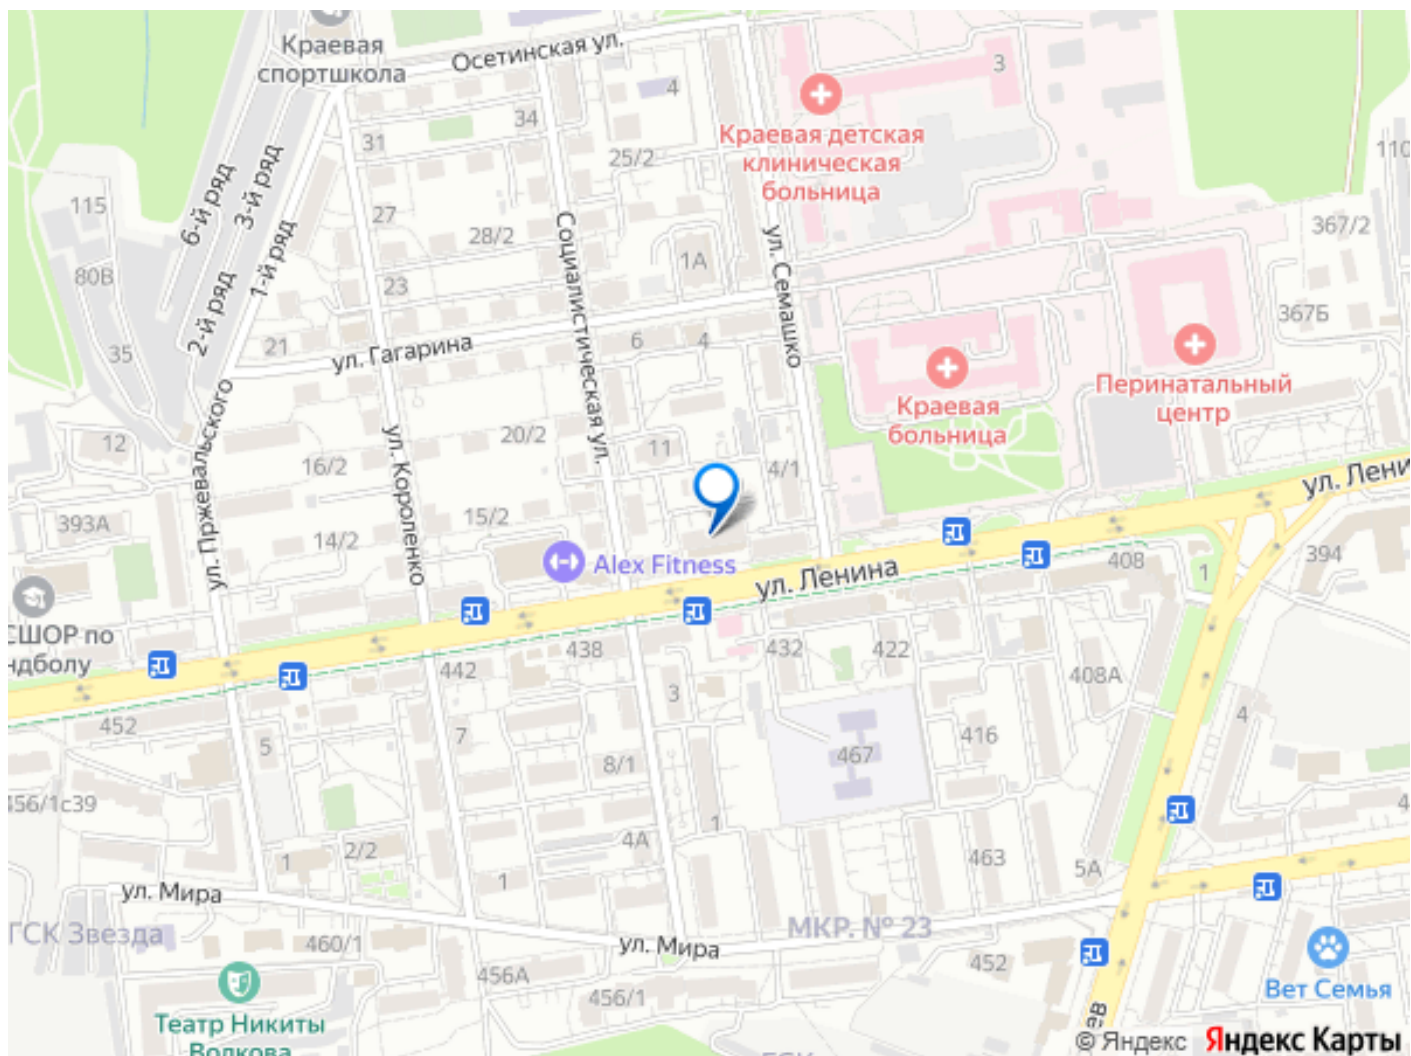 Краевая
спортшкола
Осетинская ул.
3
4
34
31
25/2
Краевая детская
клиническая
больница
110
115
6-й ряд
3-й ряд
27
28/2
Социалистическая ул.
1А
ул. Семашко
367/2
80В
2-й ряд
1-й ряд
23
367Б
35
21
ул. Гагарина
6
4
Краевая
больница
Перинатальный
центр
12
ул. Пржевальского
16/2
ул. Короленко
20/2
11
4/1
ул. Лени
393А
14/2
15/2
Alex Fitness
ул. Ленина
408
1
394
СШОР по
ндболу
442
438
432
422
408А
452
5
7
3
4
8/1
467
416
456/1с39
1
2/2
4А
1
1
463
5А
4
ул. Мира
ГСК Звезда
460/1
ул. Мира
МКР. № 23
452
456А
456/1
Вет Семья
Театр Никиты
Волкова
ев
ГСК
© Яндекс Яндекс Карты